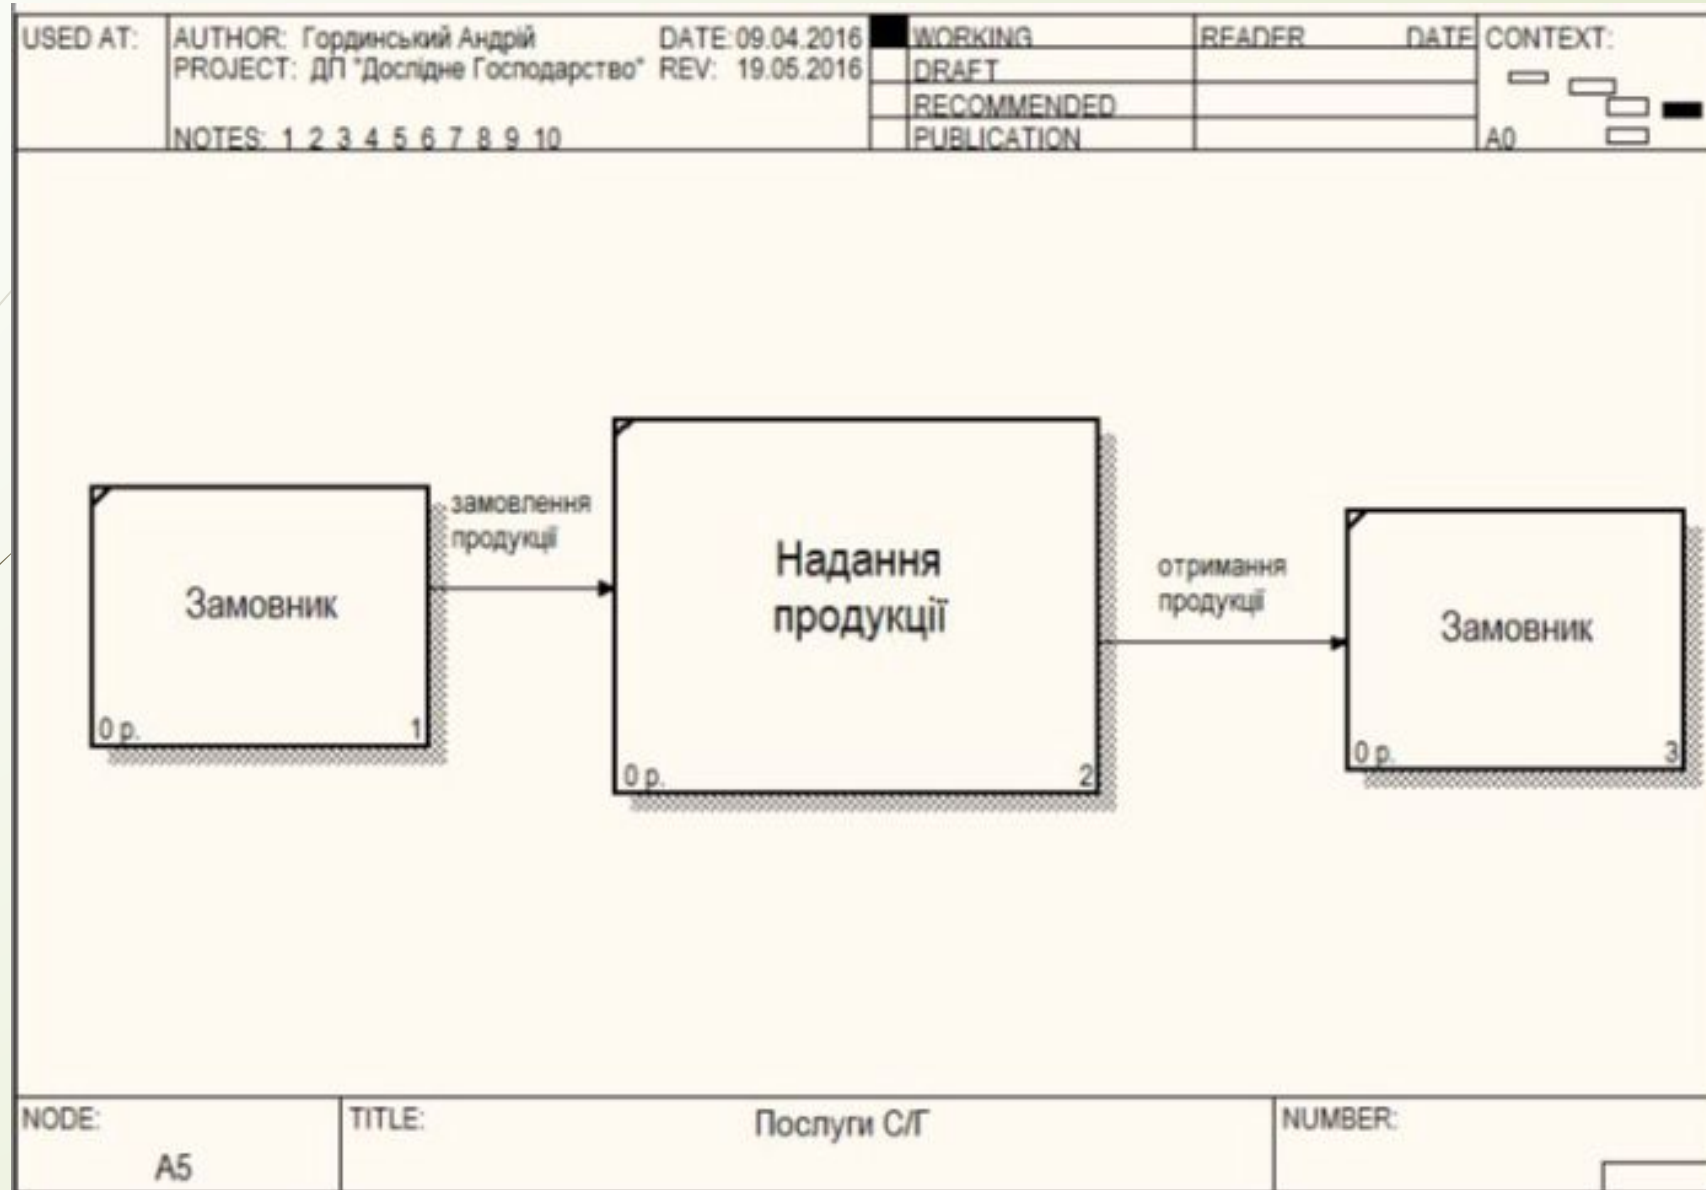 USED AT:
AUTHOR: Гординський Андрій
DATE: 09.04.2016
PROJECT: ДП "Дослідне Господарство"
REV: 19.05.2016
NOTES: 1 2 3 4 5 6 7 8 9 10
WORKING
DRAFT
RECOMMENDED
PUBLICATION
READER
DATE
CONTEXT:
A0
Замовник
0 р.
1
замовлення
продукції
Надання
продукції
0 р.
2
отримання
продукції
Замовник
0 р.
3
NODE:
A5
TITLE:
Послуги С/Г
NUMBER: